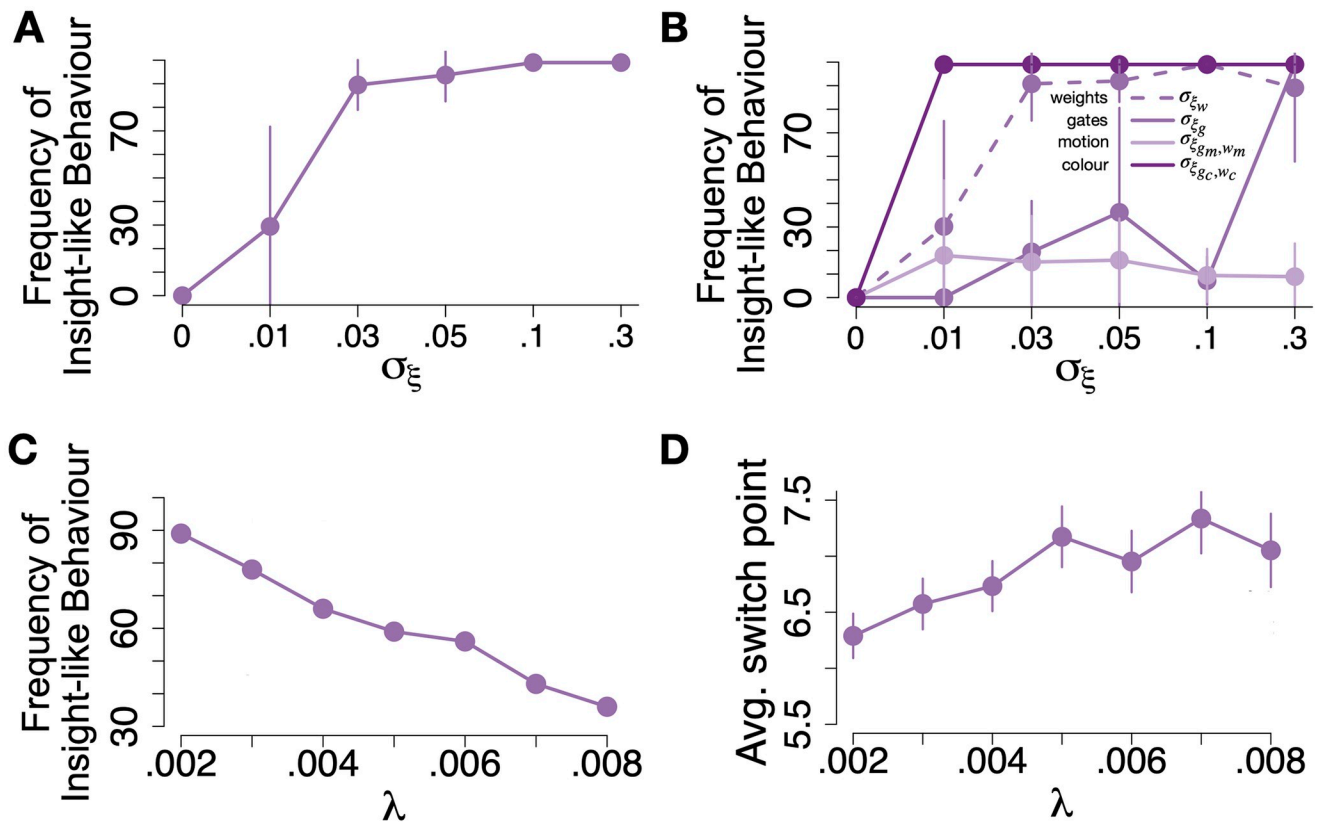 A
Frequency of
Insight-like Behaviour
0
30
70
0 .01 .03 .05 .1 .3
σξ
B
Frequency of
Insight-like Behaviour
0
30
70
weights σξw
gates σξg
motion σξgm,wm
colour σξgc,wc
0 .01 .03 .05 .1 .3
σξ
C
Frequency of
Insight-like Behaviour
30
60
90
.002 .004 .006 .008
λ
D
Avg. switch point
5.5
6.5
7.5
.002 .004 .006 .008
λ